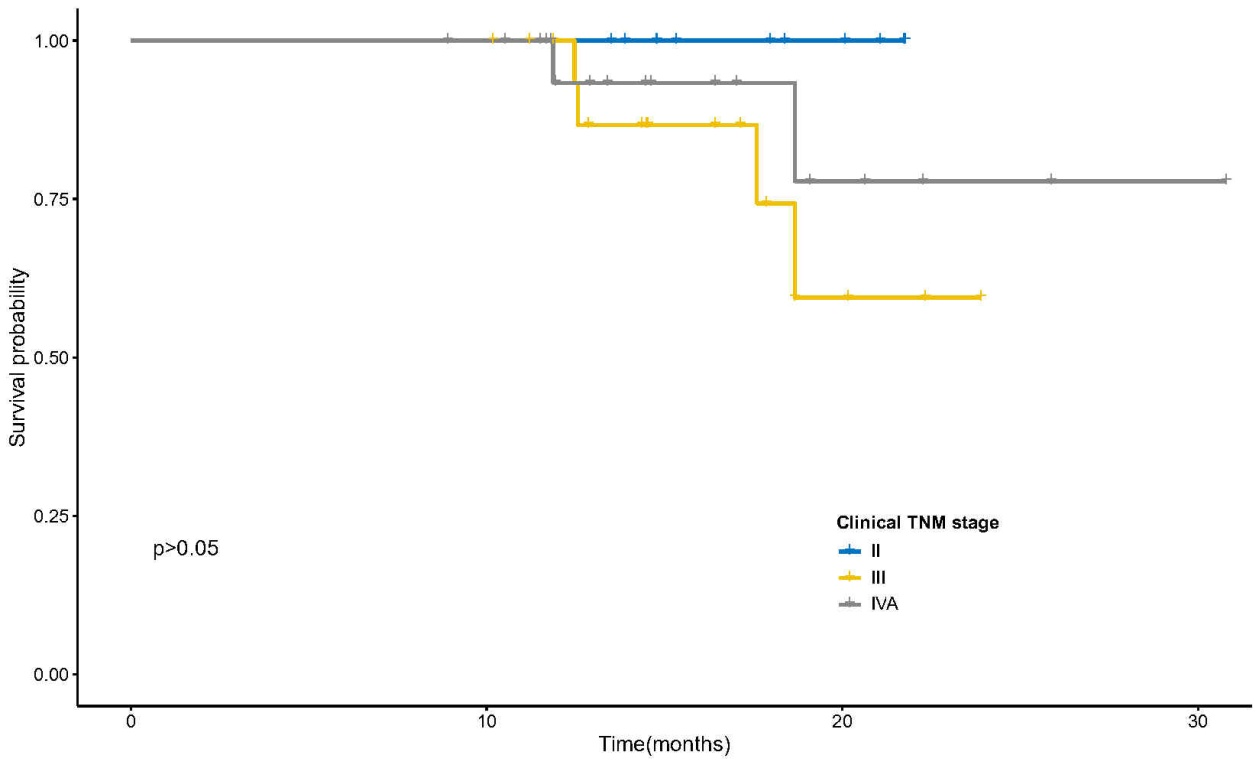 1.00
0.75
0.50
0.25
0.00
Survival probability
p>0.05
Clinical TNM stage
II
III
IVA
0
10
20
30
Time(months)